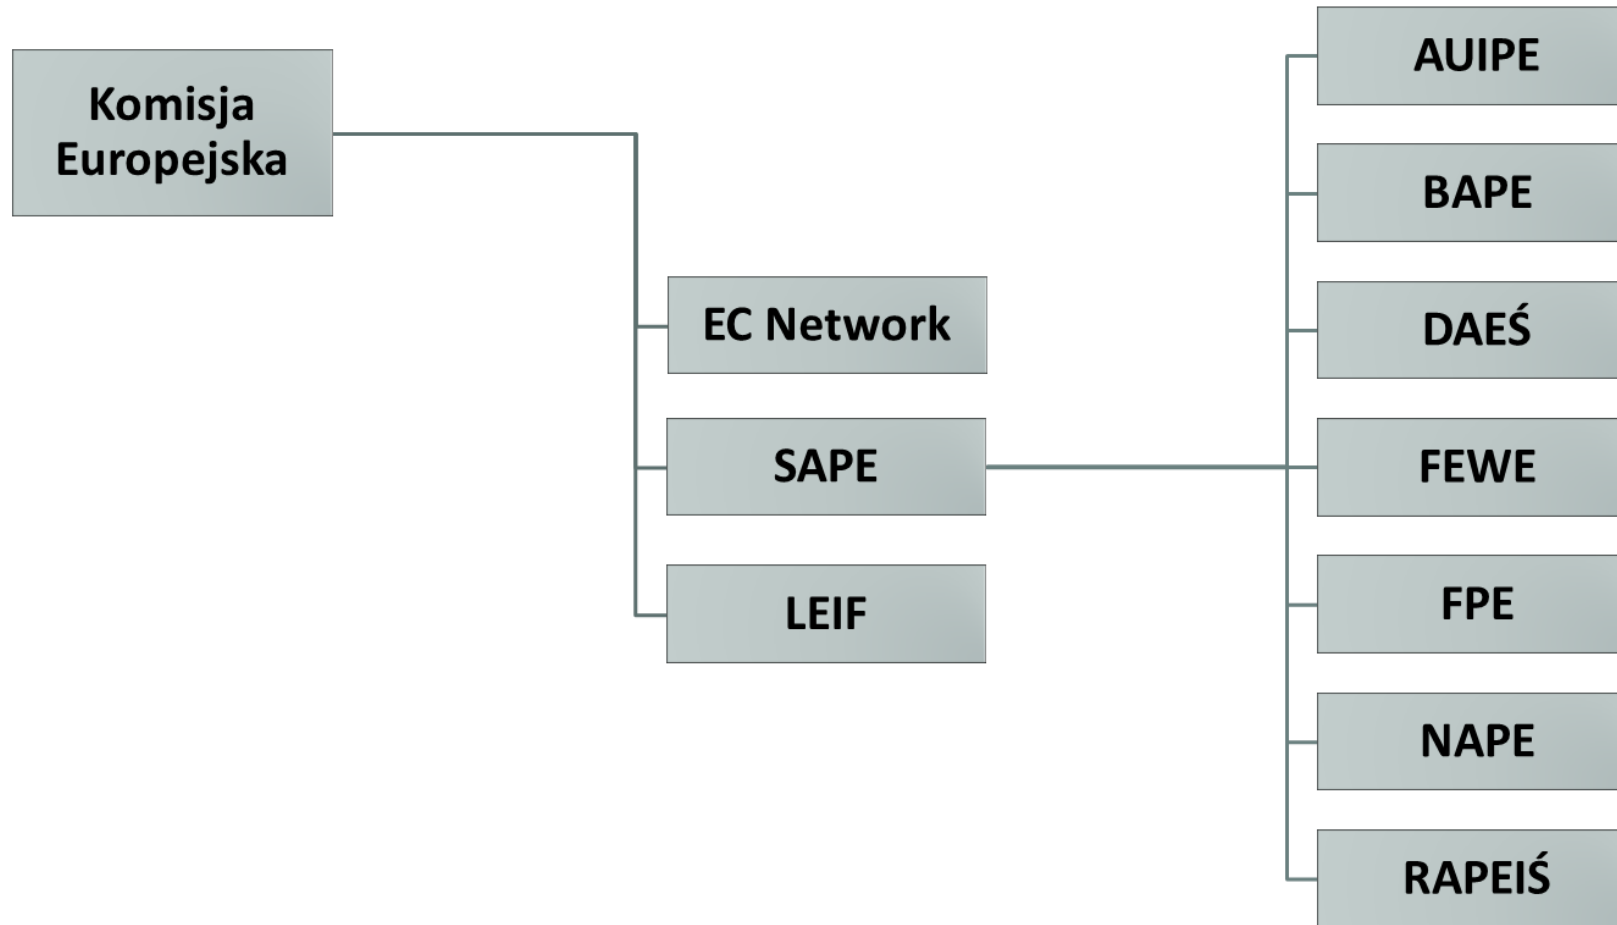 Komisja
Europejska
EC Network
SAPE
LEIF
AUIPE
BAPE
DAEŚ
FEWE
FPE
NAPE
RAPEIŚ